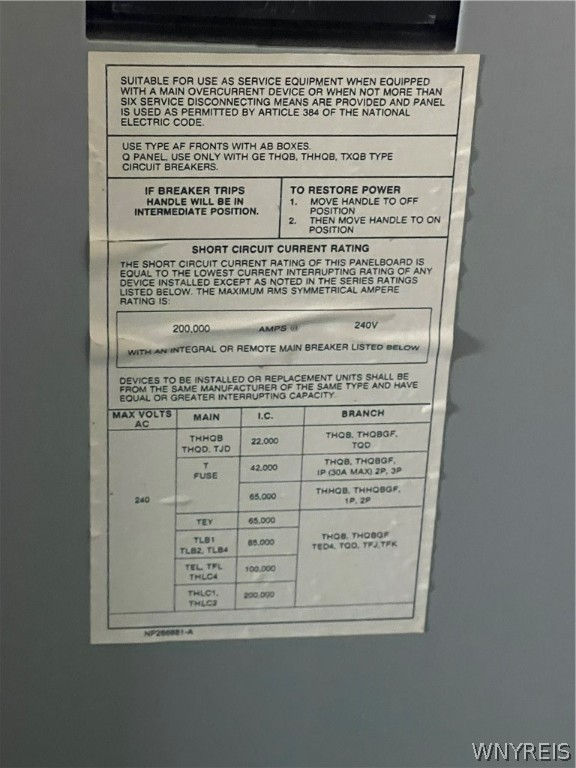 SUITABLE FOR USE AS SERVICE EQUIPMENT WHEN EQUIPPED
WITH A MAIN OVERCURRENT DEVICE OR WHEN NOT MORE THAN
SIX SERVICE DISCONNECTING MEANS ARE PROVIDED AND PANEL
IS USED AS PERMITTED BY ARTICLE 384 OF THE NATIONAL
ELECTRIC CODE.
USE TYPE AF FRONTS WITH AB BOXES.
Q PANEL, USE ONLY WITH GE THQB, THHQB, TXQB TYPE
CIRCUIT BREAKERS.
IF BREAKER TRIPS
HANDLE WILL BE IN
INTERMEDIATE POSITION.
TO RESTORE POWER
1. MOVE HANDLE TO OFF
POSITION
2. THEN MOVE HANDLE TO ON
POSITION
SHORT CIRCUIT CURRENT RATING
THE SHORT CIRCUIT CURRENT RATING OF THIS PANELBOARD IS
EQUAL TO THE LOWEST CURRENT INTERRUPTING RATING OF ANY
DEVICE INSTALLED EXCEPT AS NOTED IN THE SERIES RATINGS
LISTED BELOW. THE MAXIMUM RMS SYMMETRICAL AMPERE
RATING IS:
200,000 AMPS @ 240V
WITH AN INTEGRAL OR REMOTE MAIN BREAKER LISTED BELOW
DEVICES TO BE INSTALLED OR REPLACEMENT UNITS SHALL BE
FROM THE SAME MANUFACTURER OF THE SAME TYPE AND HAVE
EQUAL OR GREATER INTERRUPTING CAPACITY.
MAX VOLTS AC MAIN I.C. BRANCH
240
THHQB
THQD, TJD
22,000
THQB, THQBGF,
TQD
T
FUSE
42,000
THQB, THQBGF,
1P (30A MAX) 2P, 3P
65,000
THHQB, THHQBGF,
1P, 2P
TEY 65,000
TLB1
TLB2, TLB4
85,000
THQB, THQBGF
TED4, TQD, TFJ, TFK
TEL, TFL
THLC4
100,000
THLC1,
THLC2
200,000
WNYREIS